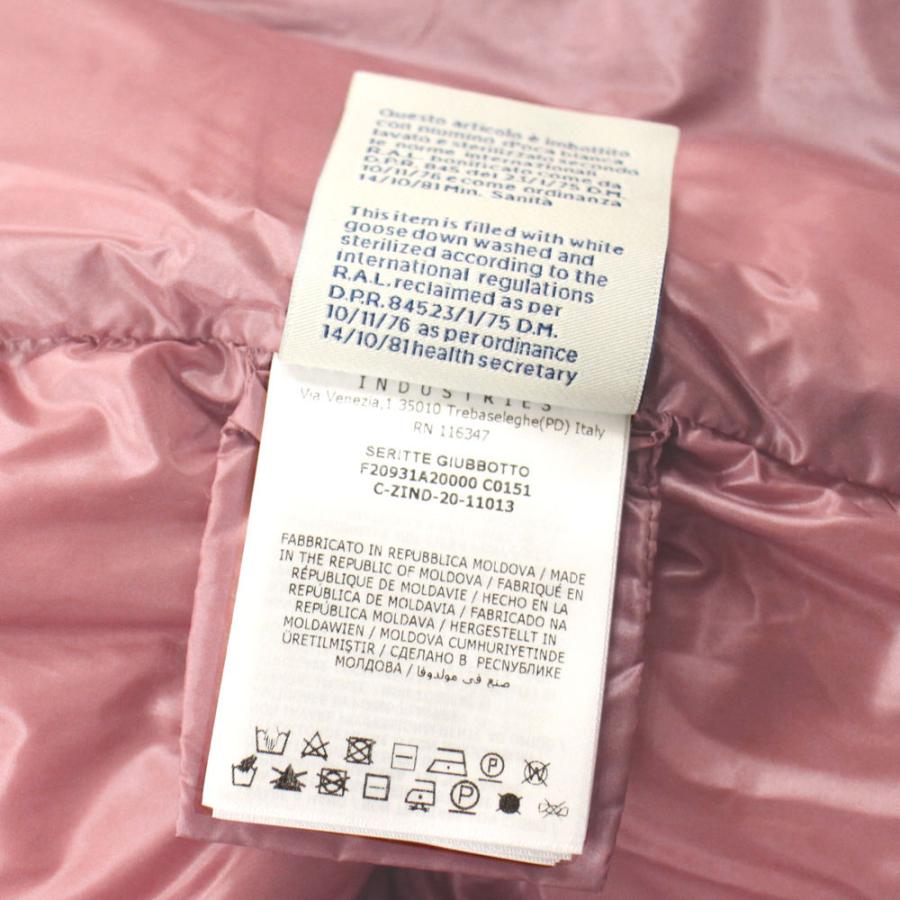 Questo articolo è imbottito
con piumino d'oca bianca
lavato e sterilizzato secondo
le norme internazionali
R.A.L. bonificato come da
D.P.R. 845 del 23/1/75 D.M.
10/11/76 e come ordinanza
14/10/81 Min. Sanità
This item is filled with white
goose down washed and
sterilized according to the
international regulations
R.A.L. reclaimed as per
D.P.R. 845 23/1/75 D.M.
10/11/76 as per ordinance
14/10/81 health secretary
INDUSTRIES
Via Venezia,1 35010 Trebaseleghe(PD) Italy
RN 116347
SERITTE GIUBBOTTO
F20931A20000 C0151
C-ZIND-20-11013
FABBRICATO IN REPUBBLICA MOLDOVA / MADE
IN THE REPUBLIC OF MOLDOVA / FABRIQUÉ EN
RÉPUBLIQUE DE MOLDAVIE / HECHO EN LA
REPÚBLICA DE MOLDAVIA / FABRICADO NA
REPÚBLICA MOLDAVA / HERGESTELLT IN
MOLDAWIEN / MOLDOVA CUMHURIYETINDE
ÜRETILMIŞTIR / СДЕЛАНО В РЕСПУБЛИКЕ
МОЛДОВА / صنع في مولدوفا
P W
P